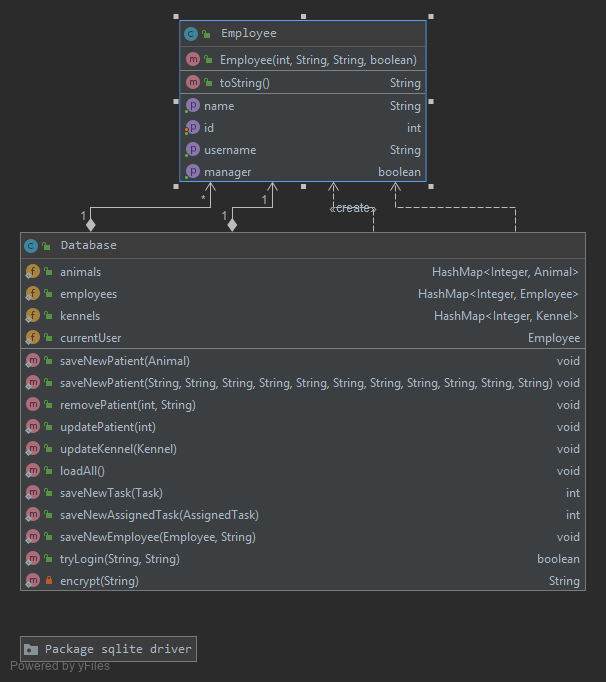 Employee
Employee(int, String, String, boolean)
toString() String
name String
id int
username String
manager boolean
1 * 1 1 «create»
Database
animals HashMap<Integer, Animal>
employees HashMap<Integer, Employee>
kennels HashMap<Integer, Kennel>
currentUser Employee
saveNewPatient(Animal) void
saveNewPatient(String, String, String, String, String, String, String, String, String, String, String) void
removePatient(int, String) void
updatePatient(int) void
updateKennel(Kennel) void
loadAll() void
saveNewTask(Task) int
saveNewAssignedTask(AssignedTask) int
saveNewEmployee(Employee, String) void
tryLogin(String, String) boolean
encrypt(String) String
Package sqlite driver
Powered by yFiles